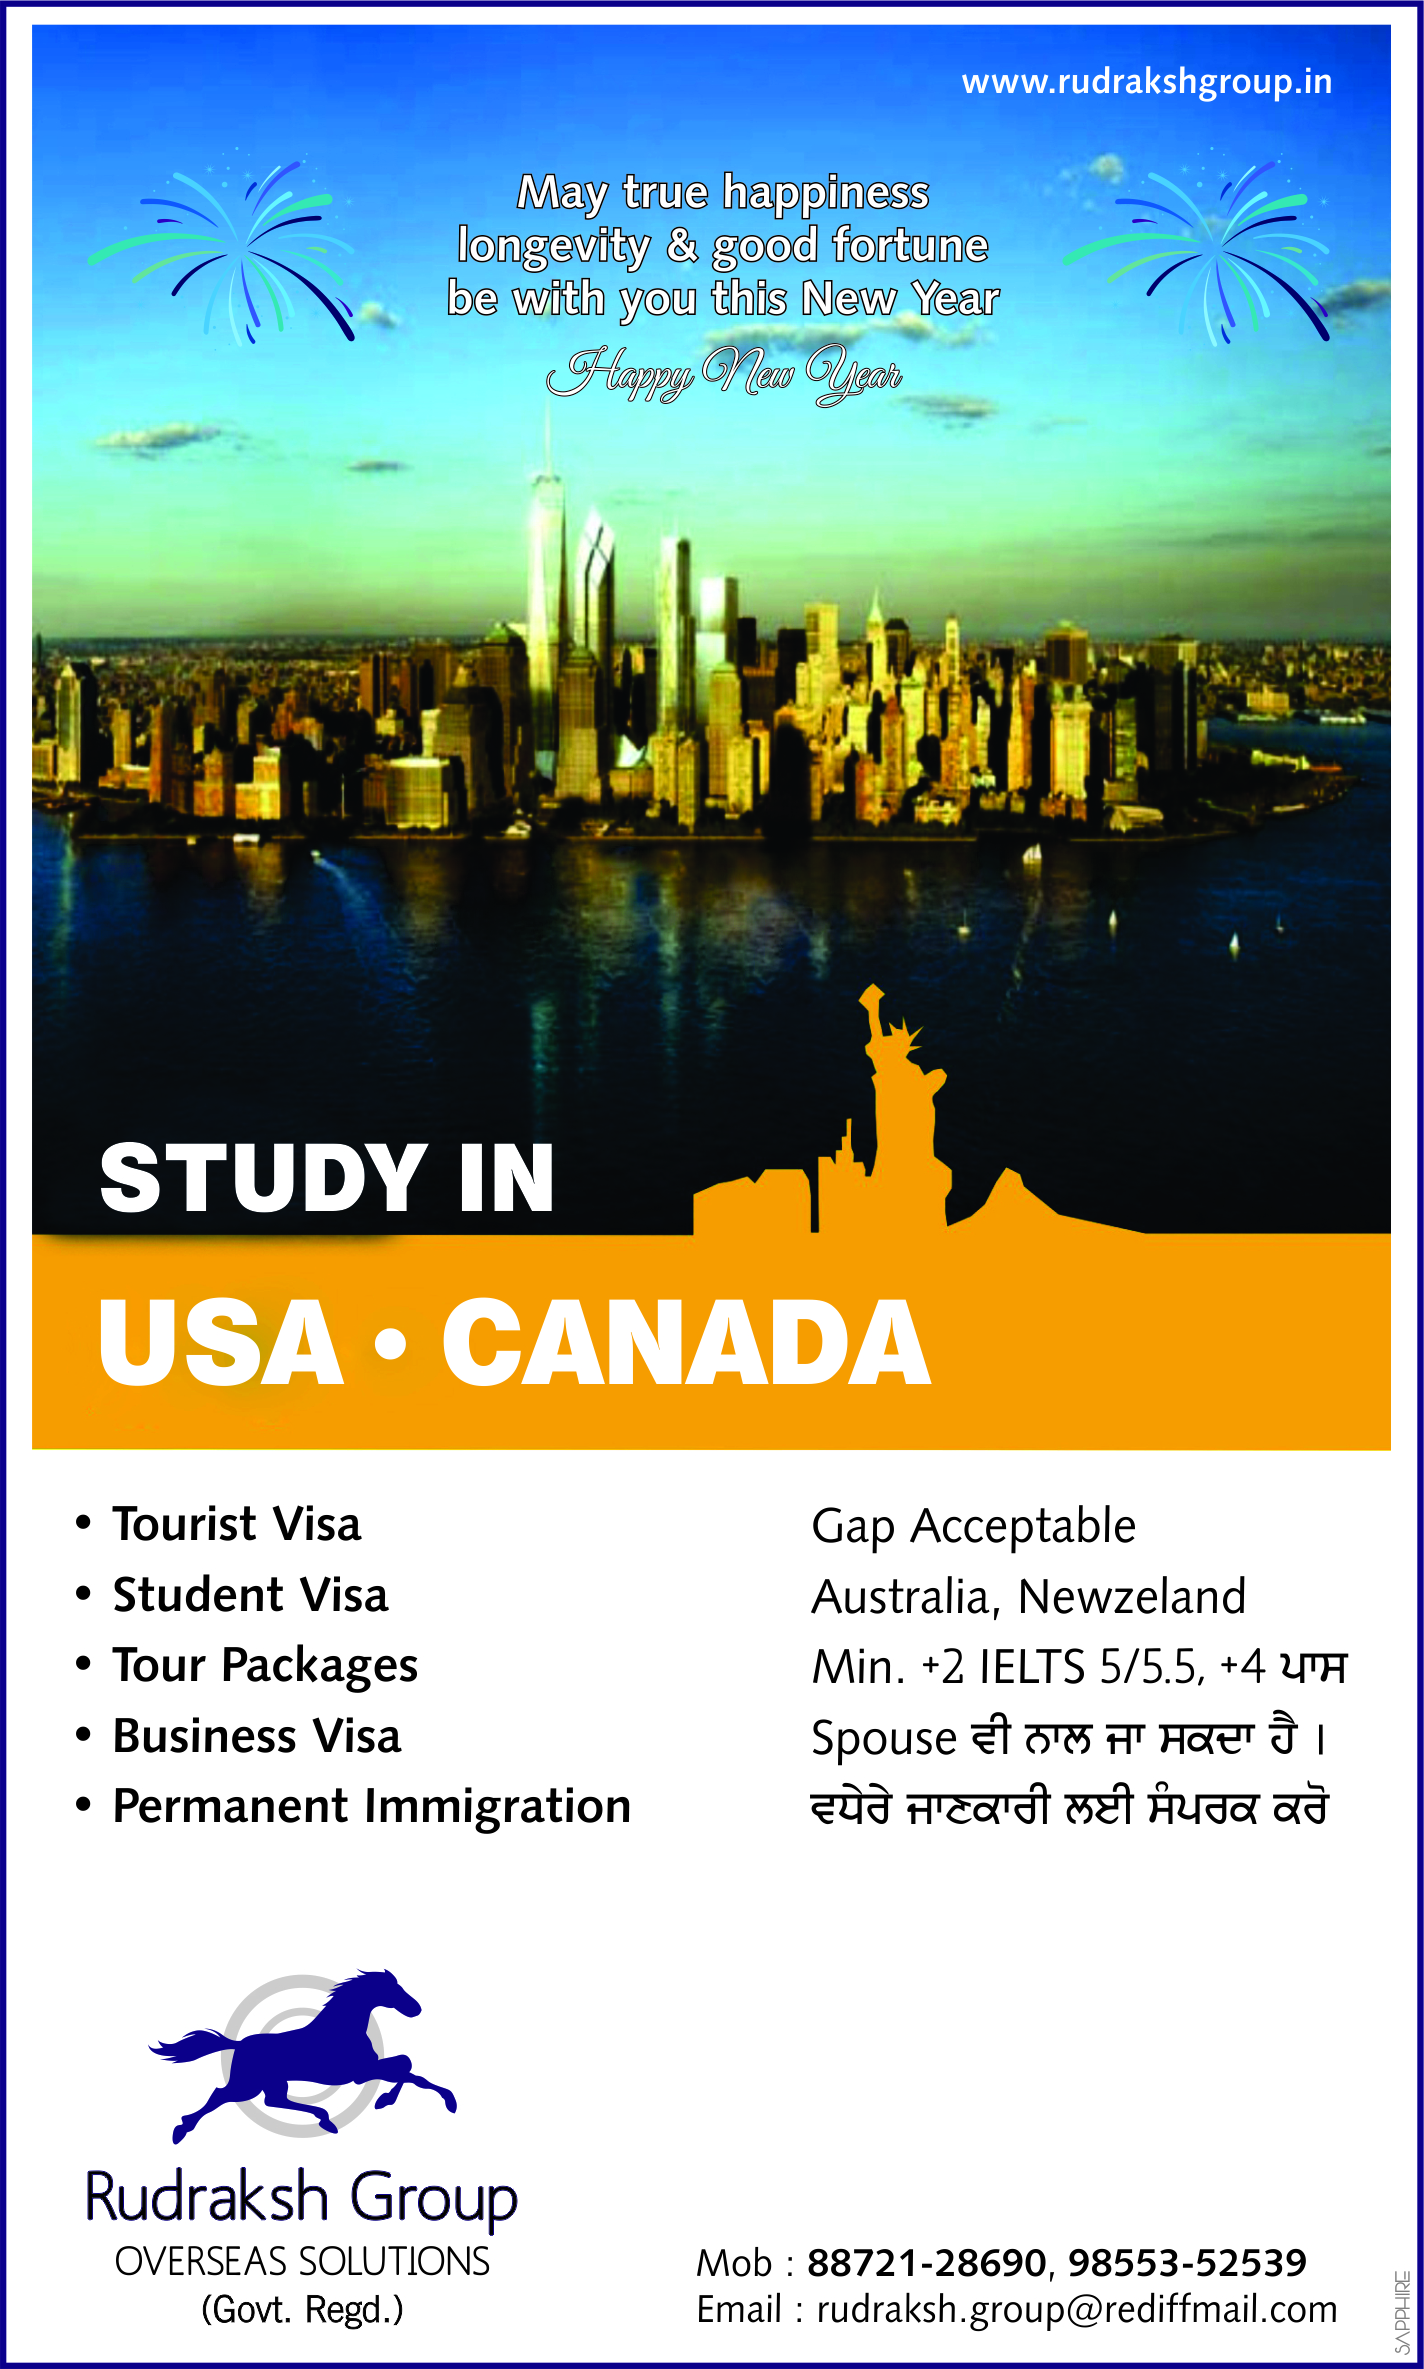 www.rudrakshgroup.in
May true happiness
longevity & good fortune
be with you this New Year
Happy New Year
STUDY IN
USA • CANADA
• Tourist Visa
• Student Visa
• Tour Packages
• Business Visa
• Permanent Immigration
Gap Acceptable
Australia, Newzeland
Min. +2 IELTS 5/5.5, +4 ਪਾਸ
Spouse ਵੀ ਨਾਲ ਜਾ ਸਕਦਾ ਹੈ ।
ਵਧੇਰੇ ਜਾਣਕਾਰੀ ਲਈ ਸੰਪਰਕ ਕਰੋ
Rudraksh Group
OVERSEAS SOLUTIONS
(Govt. Regd.)
Mob : 88721-28690, 98553-52539
Email : rudraksh.group@rediffmail.com
SAPPHIRE